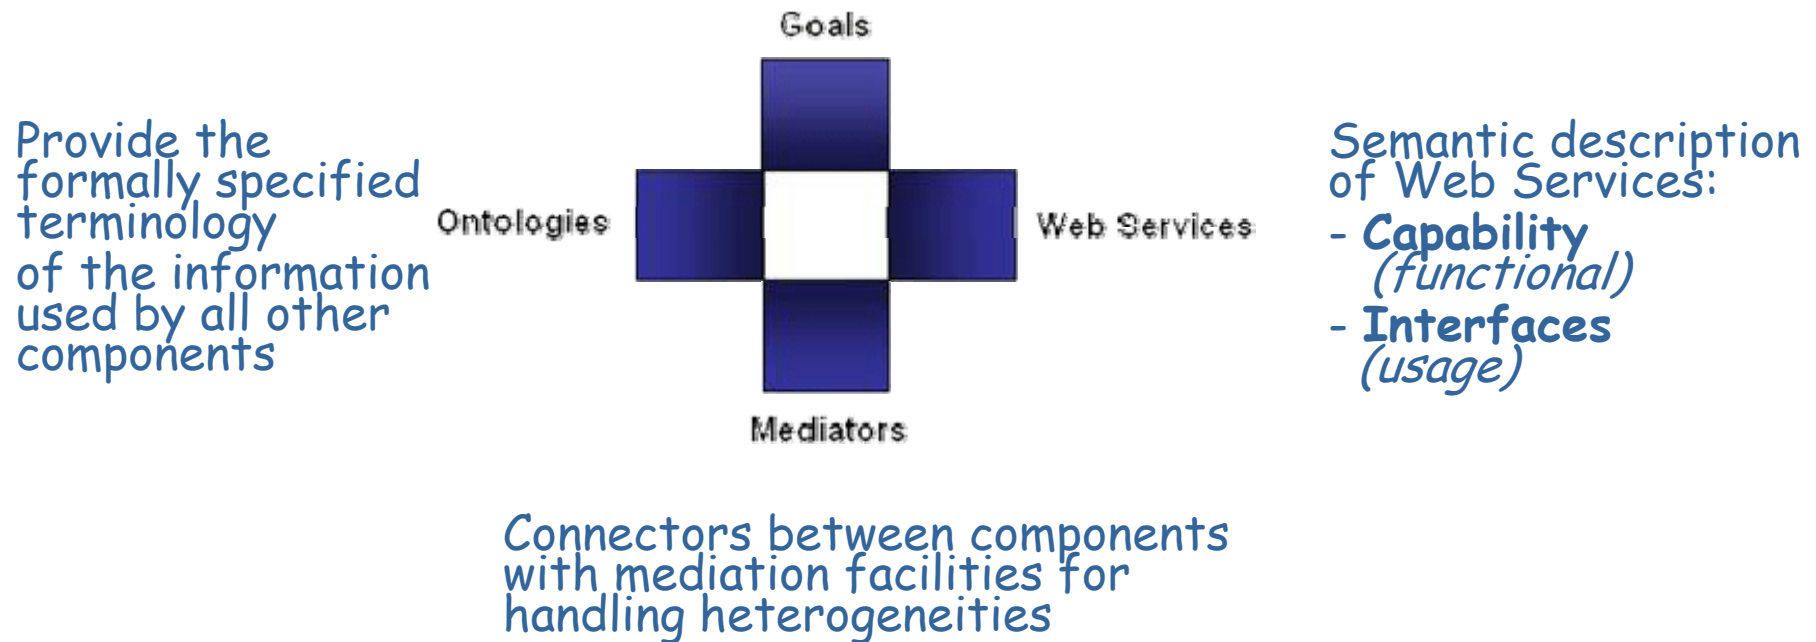 Goals
Provide the
formally specified
terminology
of the information
used by all other
components
Ontologies
Web Services
Semantic description
of Web Services:
- Capability
(functional)
- Interfaces
(usage)
Mediators
Connectors between components
with mediation facilities for
handling heterogeneities